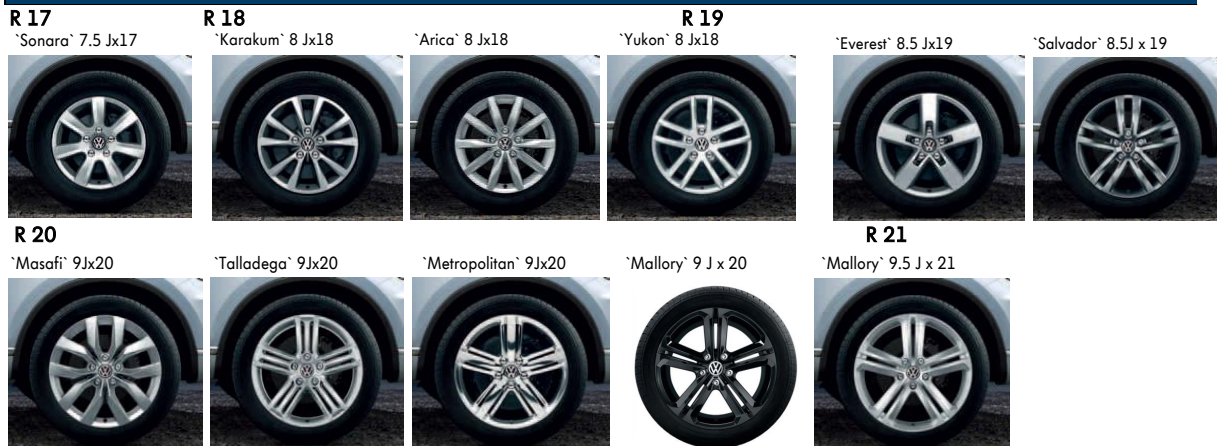 R 17
R 18
R 19
`Sonara` 7.5 Jx17
`Karakum` 8 Jx18
`Arica` 8 Jx18
`Yukon` 8 Jx18
`Everest` 8.5 Jx19
`Salvador` 8.5J x 19
R 20
R 21
`Masafi` 9Jx20
`Talladega` 9Jx20
`Metropolitan` 9Jx20
`Mallory` 9 J x 20
`Mallory` 9.5 J x 21